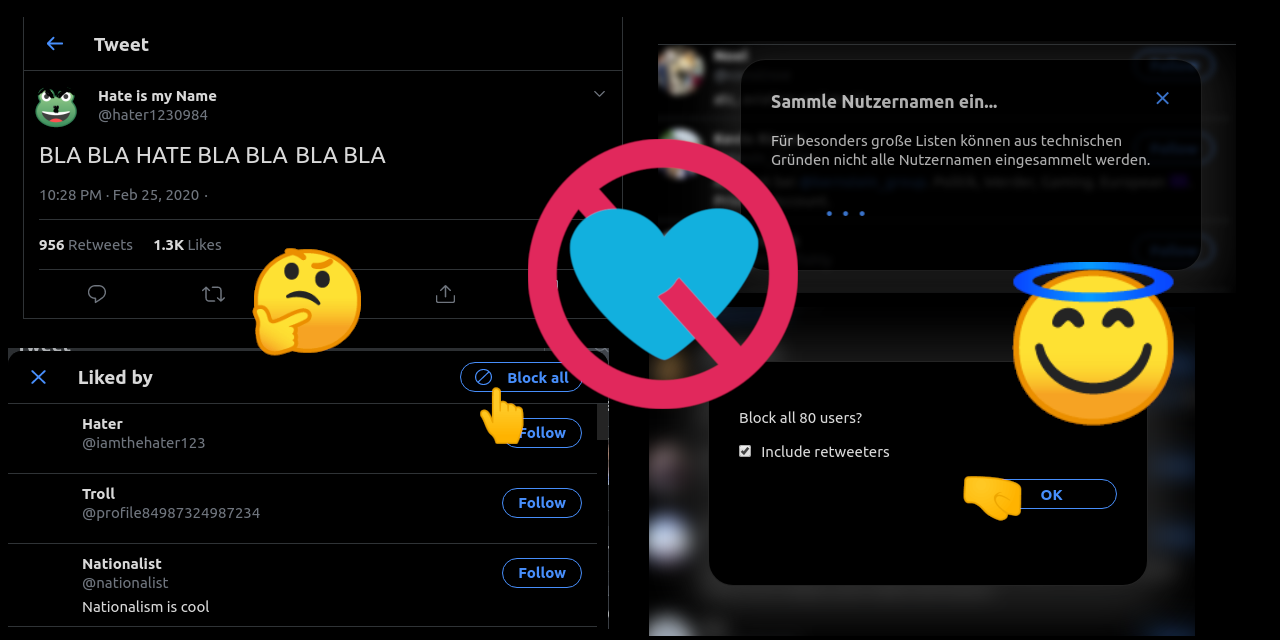 Tweet
Hate is my Name
@hater1230984
BLA BLA HATE BLA BLA BLA BLA
10:28 PM · Feb 25, 2020 ·
956 Retweets 1.3K Likes
Liked by
Block all
Hater
@iamthehater123
Follow
Troll
@profile84987324987234
Follow
Nationalist
@nationalist
Nationalism is cool
Follow
Sammle Nutzernamen ein...
Für besonders große Listen können aus technischen
Gründen nicht alle Nutzernamen eingesammelt werden.
Block all 80 users?
Include retweeters
OK